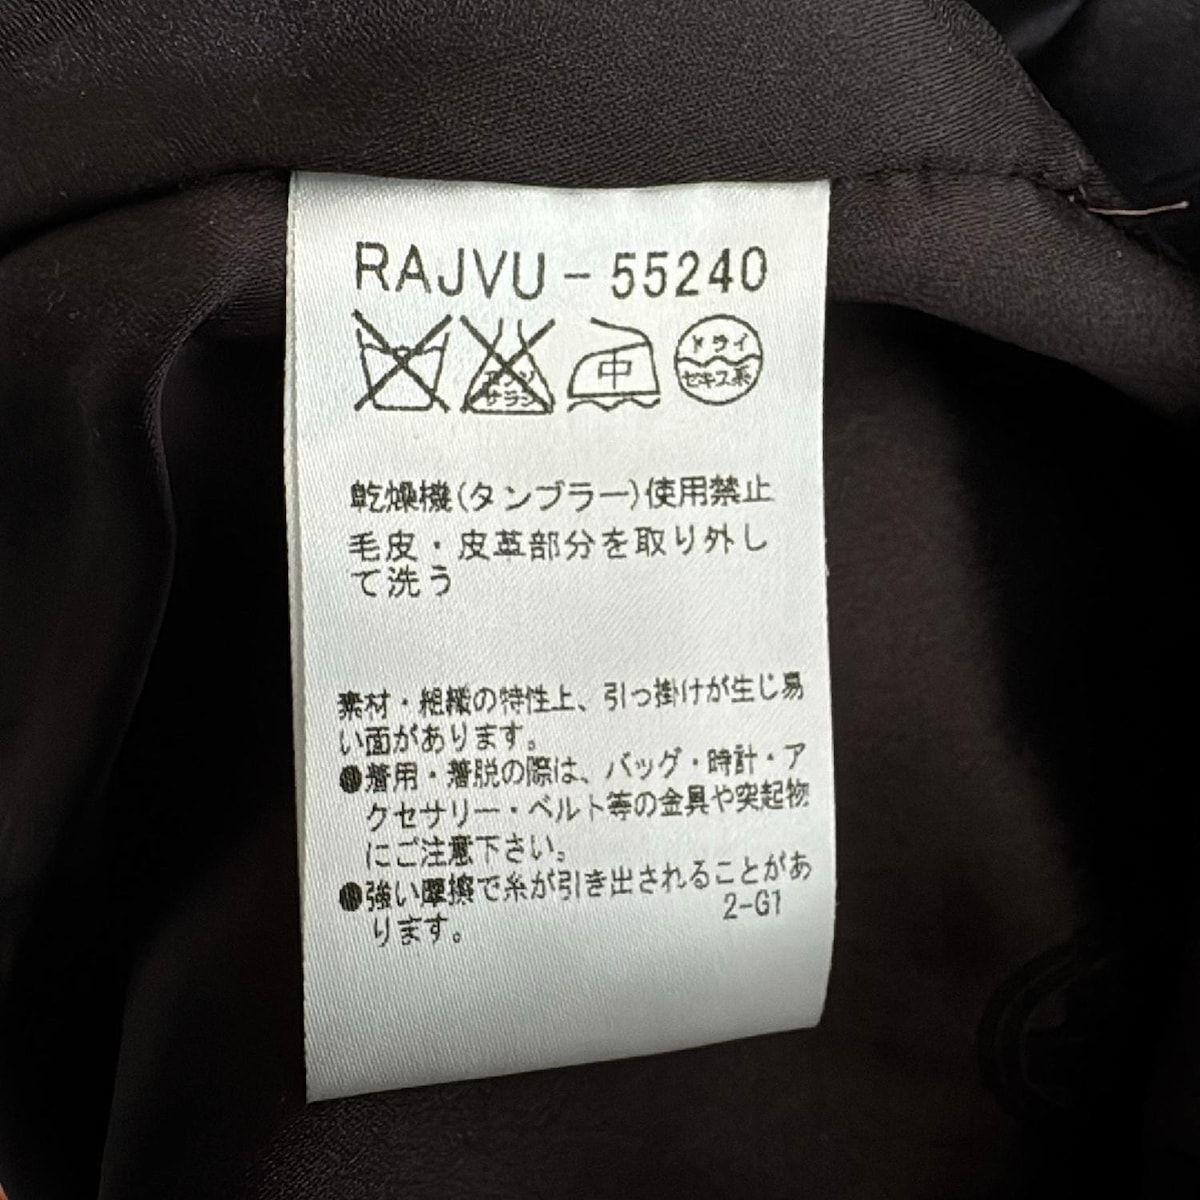 RAJVU-55240
エンソ
サラシ
中
ドライ
セキユ系
乾燥機(タンブラー)使用禁止
毛皮・皮革部分を取り外し
て洗う
素材・組織の特性上、引っ掛けが生じ易
い面があります。
●着用・着脱の際は、バッグ・時計・ア
クセサリー・ベルト等の金具や突起物
にご注意下さい。
●強い摩擦で糸が引き出されることがあ
ります。
2-G1